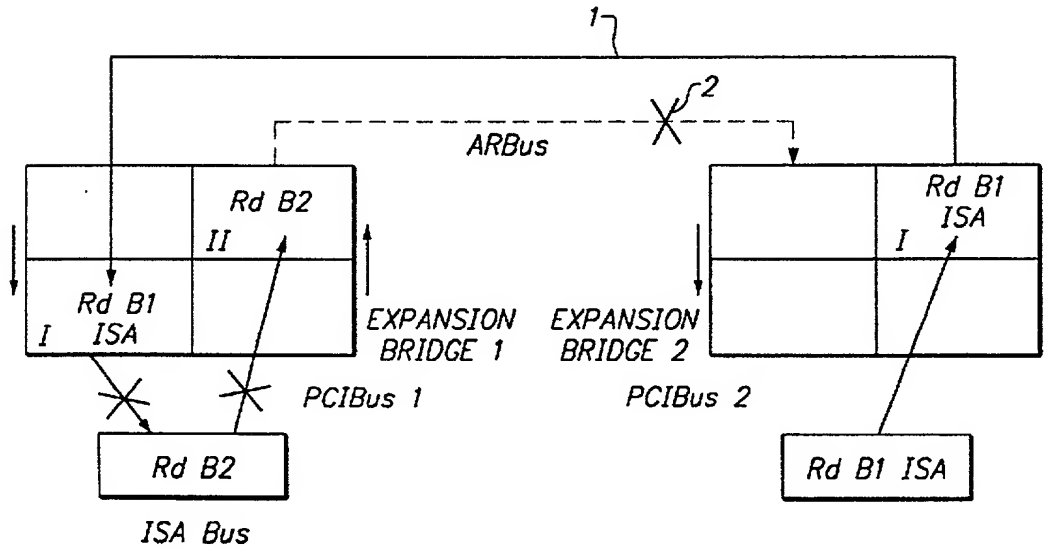 1
2
ARBus
Rd B2
II
Rd B1
ISA
I
Rd B1
ISA
I
EXPANSION
BRIDGE 1
EXPANSION
BRIDGE 2
PCIBus 1
PCIBus 2
Rd B2
Rd B1 ISA
ISA Bus